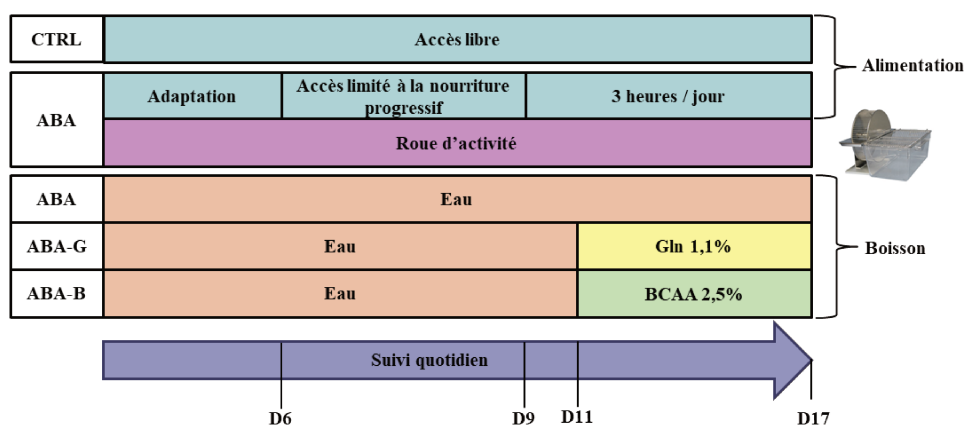 CTRL
Accès libre
Alimentation
ABA
Adaptation
Accès limité à la nourriture
progressif
3 heures / jour
Roue d’activité
ABA
Eau
ABA-G
Eau
Gln 1,1%
Boisson
ABA-B
Eau
BCAA 2,5%
Suivi quotidien
D6
D9
D11
D17